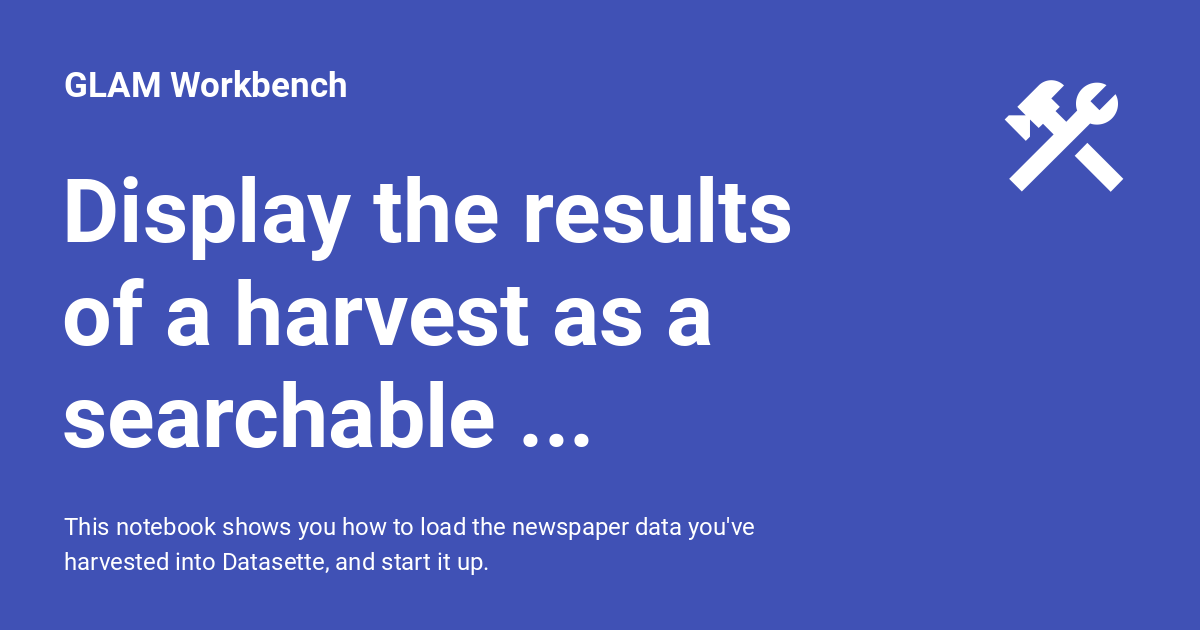 GLAM Workbench
Display the results
of a harvest as a
searchable ...
This notebook shows you how to load the newspaper data you've
harvested into Datasette, and start it up.